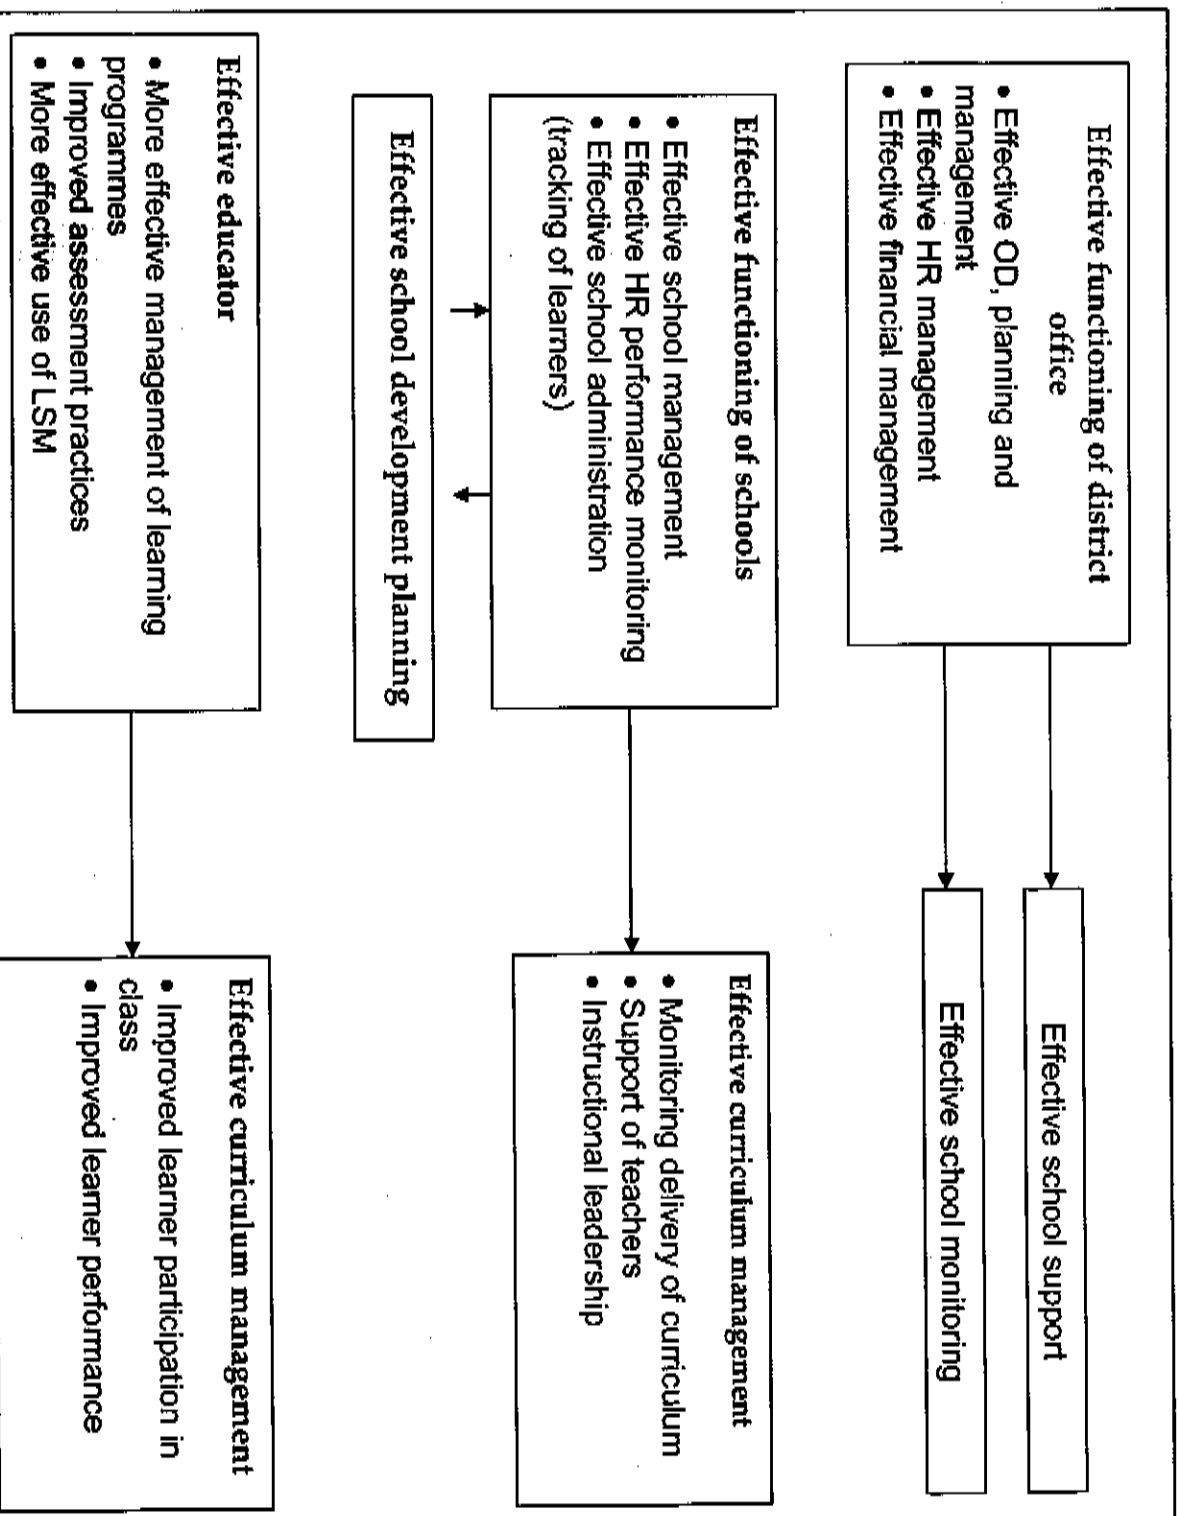 Effective functioning of district
office
• Effective OD, planning and
management
• Effective HR management
• Effective financial management
Effective school support
Effective school monitoring
Effective functioning of schools
• Effective school management
• Effective HR performance monitoring
• Effective school administration
(tracking of learners)
Effective curriculum management
• Monitoring delivery of curriculum
• Support of teachers
• Instructional leadership
Effective school development planning
Effective educator
• More effective management of learning
programmes
• Improved assessment practices
• More effective use of LSM
Effective curriculum management
• Improved learner participation in
class
• Improved learner performance